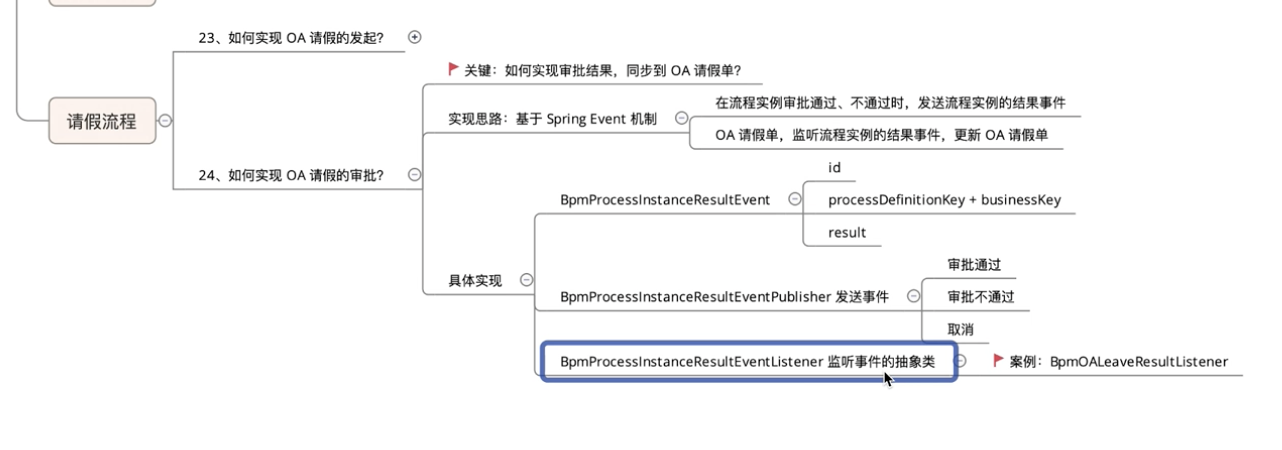 23、如何实现 OA 请假的发起?
关键：如何实现审批结果，同步到 OA 请假单?
在流程实例审批通过、不通过时，发送流程实例的结果事件
实现思路：基于 Spring Event 机制
请假流程
OA 请假单，监听流程实例的结果事件，更新 OA 请假单
24、如何实现 OA 请假的审批?
id
BpmProcessInstanceResultEvent
processDefinitionKey + businessKey
result
具体实现
审批通过
BpmProcessInstanceResultEventPublisher 发送事件
审批不通过
取消
BpmProcessInstanceResultEventListener 监听事件的抽象类
案例：BpmOALeaveResultListener